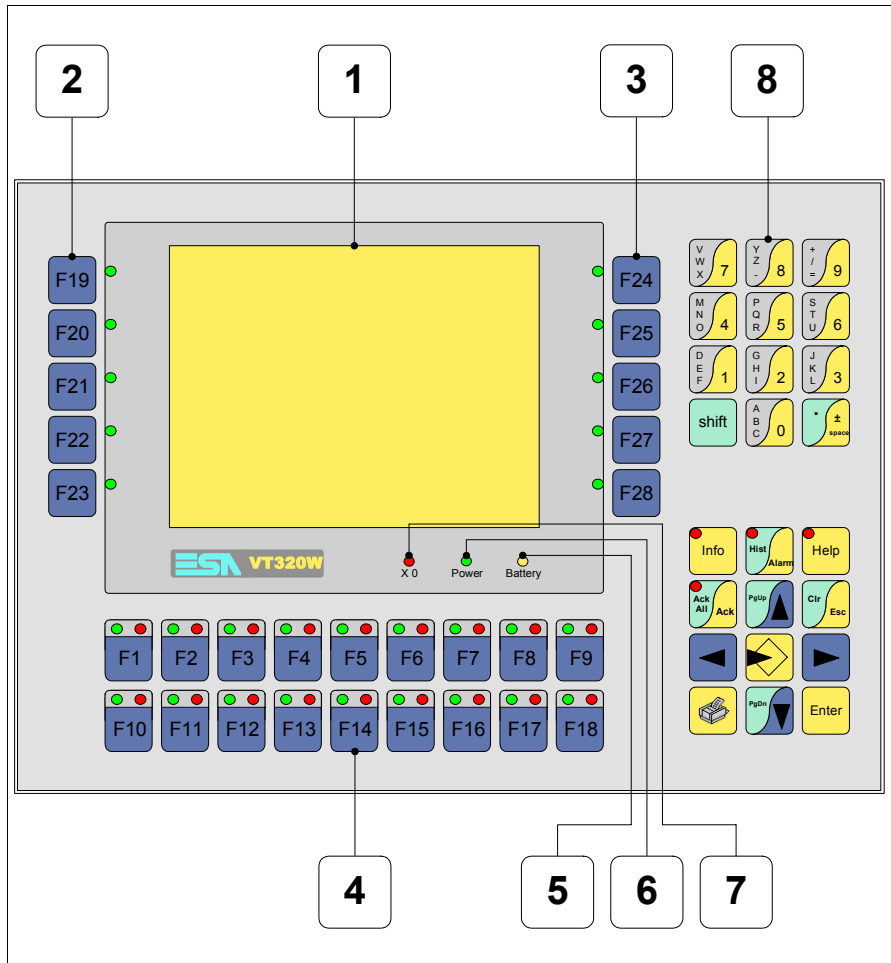 2 1 3 8
F19
F20
F21
F22
F23
F24
F25
F26
F27
F28
V W X 7
Y Z - 8
+ / = 9
M N O 4
P Q R 5
S T U 6
D E F 1
G H I 2
J K L 3
shift
A B C 0
. ± space
ESA VT320W
X 0 Power Battery
Info
Hist Alarm
Help
Ack All Ack
PgUp
Clr Esc
PgDn
Enter
F1 F2 F3 F4 F5 F6 F7 F8 F9
F10 F11 F12 F13 F14 F15 F16 F17 F18
4 5 6 7